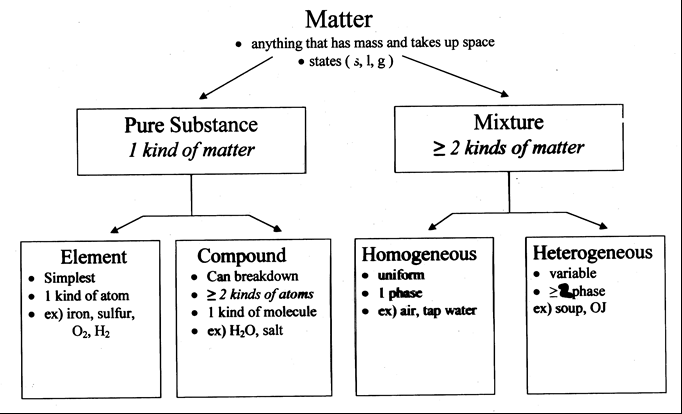 Matter
• anything that has mass and takes up space
• states ( s, l, g )
Pure Substance
1 kind of matter
Mixture
≥ 2 kinds of matter
Element
• Simplest
• 1 kind of atom
• ex) iron, sulfur,
O₂, H₂
Compound
• Can breakdown
• ≥ 2 kinds of atoms
• 1 kind of molecule
• ex) H₂O, salt
Homogeneous
• uniform
• 1 phase
• ex) air, tap water
Heterogeneous
• variable
• ≥2 phase
ex) soup, OJ